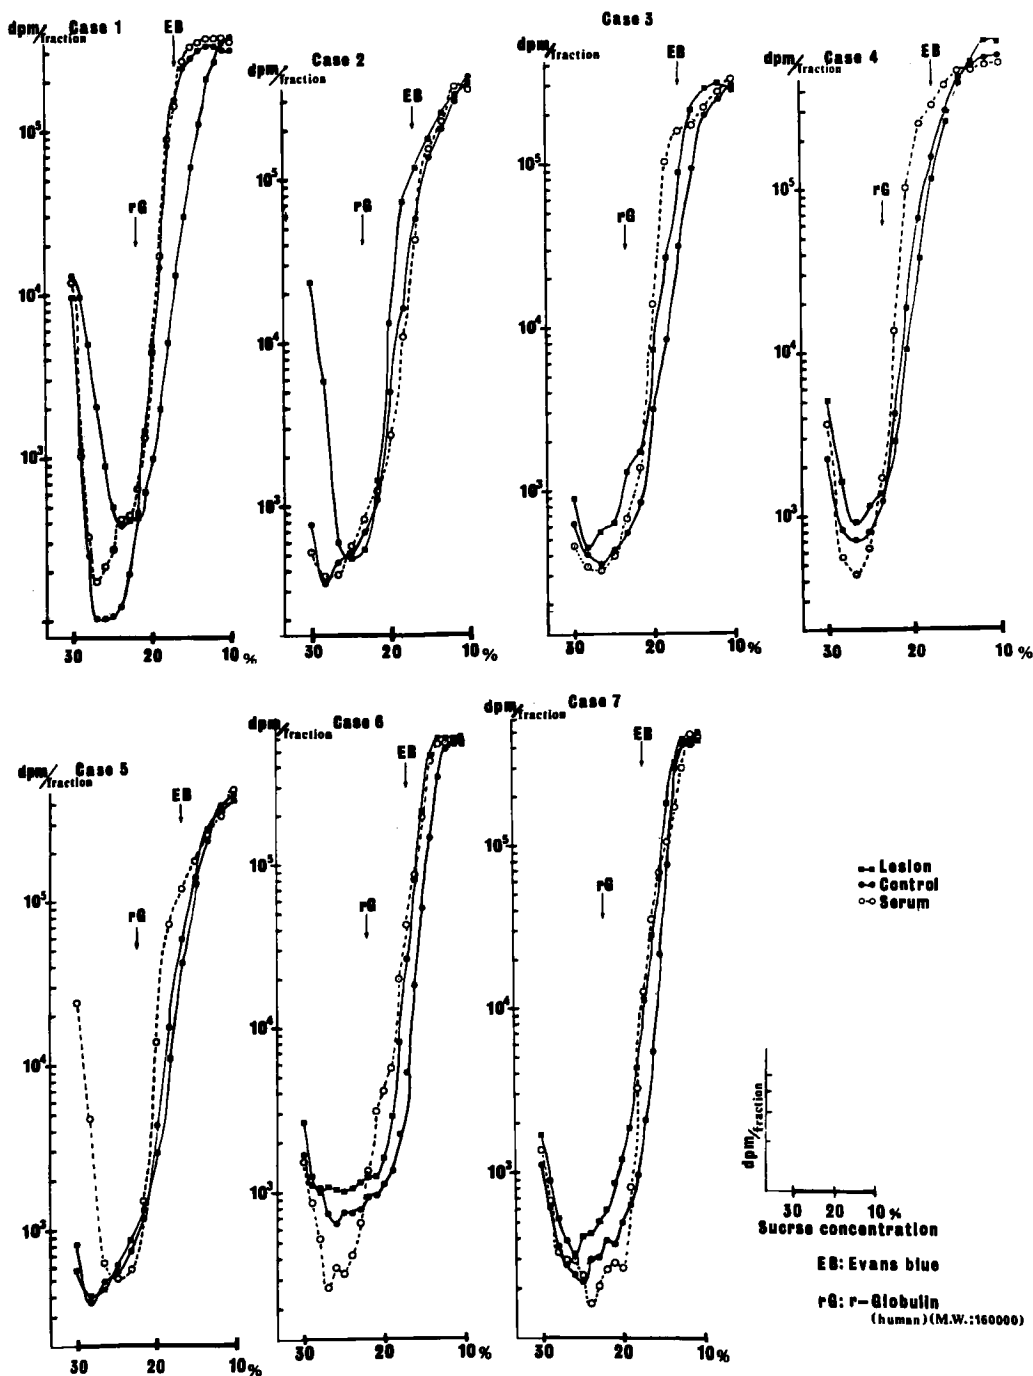 Case 1
dpm/fraction
EB
rG
10⁵
10⁴
10³
30 20 10 %
Case 2
dpm/fraction
EB
rG
10⁵
10⁴
10³
30 20 10 %
Case 3
dpm/fraction
EB
rG
10⁵
10⁴
10³
30 20 10 %
Case 4
dpm/fraction
EB
rG
10⁵
10⁴
10³
30 20 10 %
Case 5
dpm/fraction
EB
rG
10⁵
10⁴
10³
30 20 10 %
Case 6
dpm/fraction
EB
rG
10⁵
10⁴
10³
30 20 10 %
Case 7
dpm/fraction
EB
rG
10⁵
10⁴
10³
30 20 10 %
Lesion
Control
Serum
dpm/fraction
30 20 10 %
Sucrse concentration
EB: Evans blue
rG: r-Globulin
(human)(M.W.:160000)